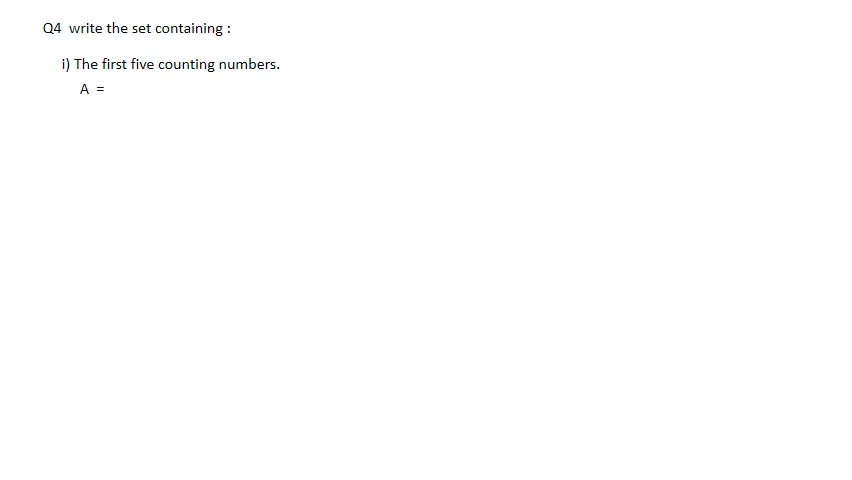 Q4 write the set containing :
i) The first five counting numbers.
A =